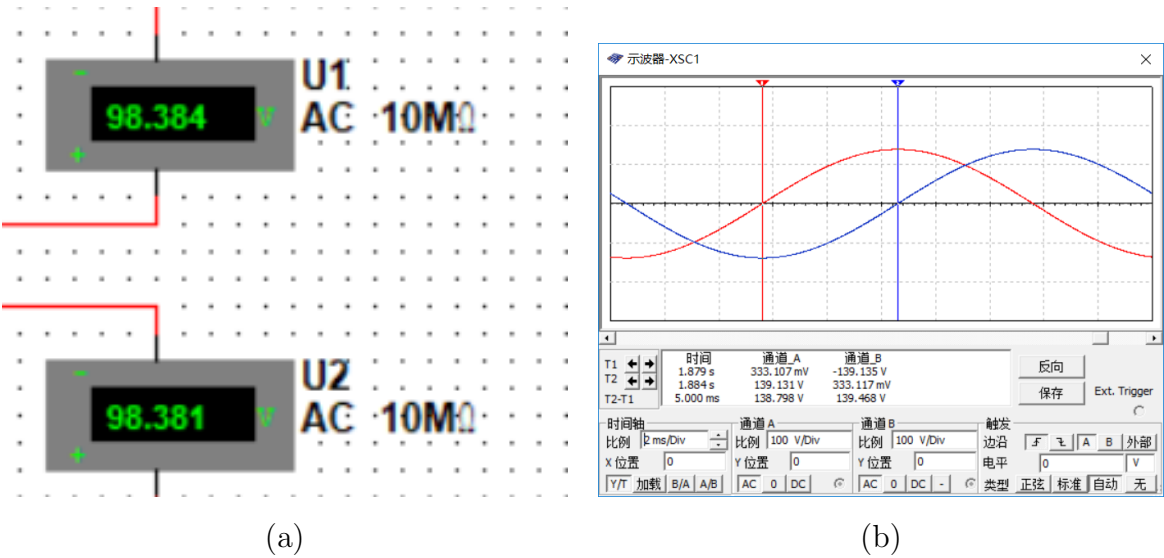 98.384 V
U1
AC 10MΩ
98.381 V
U2
AC 10MΩ
(a)
示波器-XSC1
时间 通道_A 通道_B
T1 1.879 s 333.107 mV -139.135 V
T2 1.884 s 139.131 V 333.117 mV
T2-T1 5.000 ms 138.798 V 139.468 V
反向
保存
Ext. Trigger
时间轴
比例 2 ms/Div
X 位置 0
Y/T 加载 B/A A/B
通道 A
比例 100 V/Div
Y 位置 0
AC 0 DC
通道 B
比例 100 V/Div
Y 位置 0
AC 0 DC -
触发
边沿 A B 外部
电平 0 V
类型 正弦 标准 自动 无
(b)